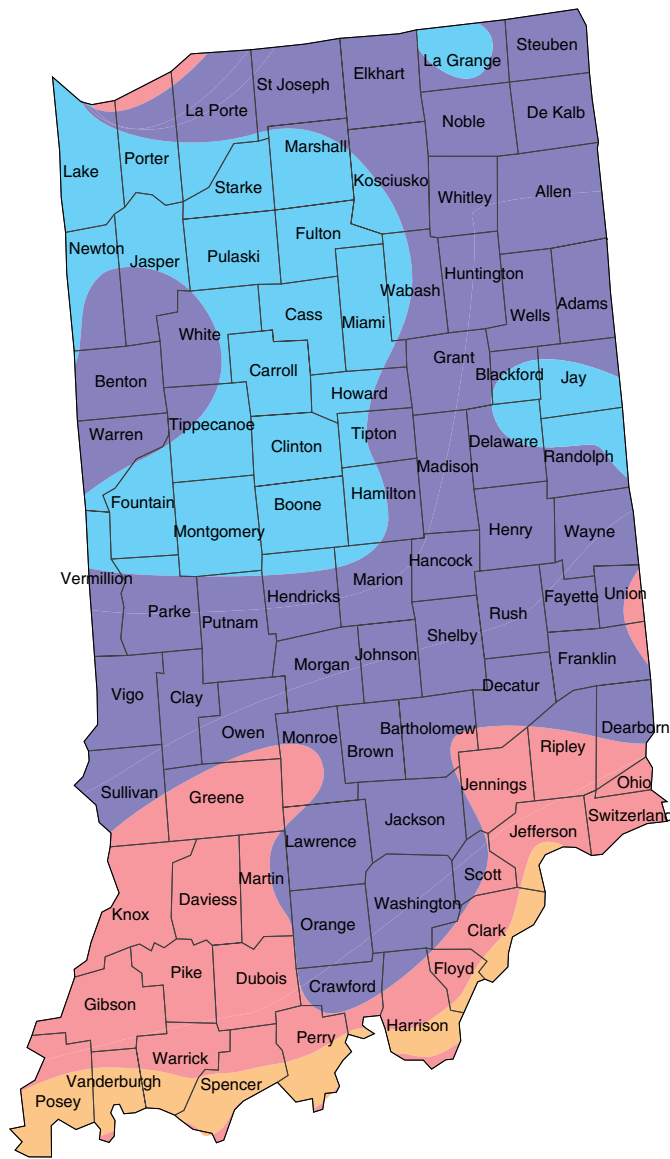 Steuben
La Grange
Elkhart
St Joseph
La Porte
De Kalb
Noble
Marshall
Porter
Lake
Starke
Kosciusko
Whitley
Allen
Fulton
Newton
Jasper
Pulaski
Huntington
Wabash
Adams
Wells
Cass
Miami
White
Grant
Carroll
Blackford
Jay
Benton
Howard
Tippecanoe
Warren
Tipton
Clinton
Delaware
Randolph
Madison
Hamilton
Fountain
Boone
Montgomery
Henry
Wayne
Hancock
Vermillion
Marion
Hendricks
Fayette
Union
Parke
Putnam
Rush
Shelby
Johnson
Morgan
Franklin
Decatur
Vigo
Clay
Owen
Monroe
Bartholomew
Dearborn
Brown
Ripley
Sullivan
Greene
Jennings
Ohio
Switzerland
Jackson
Jefferson
Lawrence
Martin
Scott
Daviess
Washington
Knox
Orange
Clark
Pike
Dubois
Floyd
Crawford
Gibson
Harrison
Perry
Warrick
Vanderburgh
Spencer
Posey